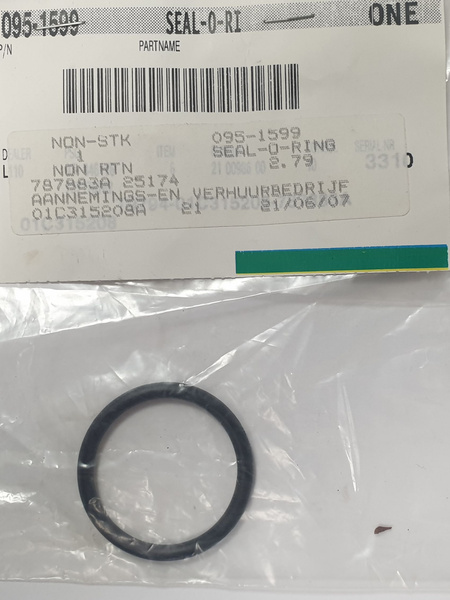 095-1599 SEAL-O-RI ONE
P/N PARTNAME
NON-STK 095-1599
1 SEAL-O-RING
NON RTN 2.79
787883A 25174 3310
AANNEMINGS-EN VERHUURBEDRIJF
01C315208A 21 21/06/07
01C315208